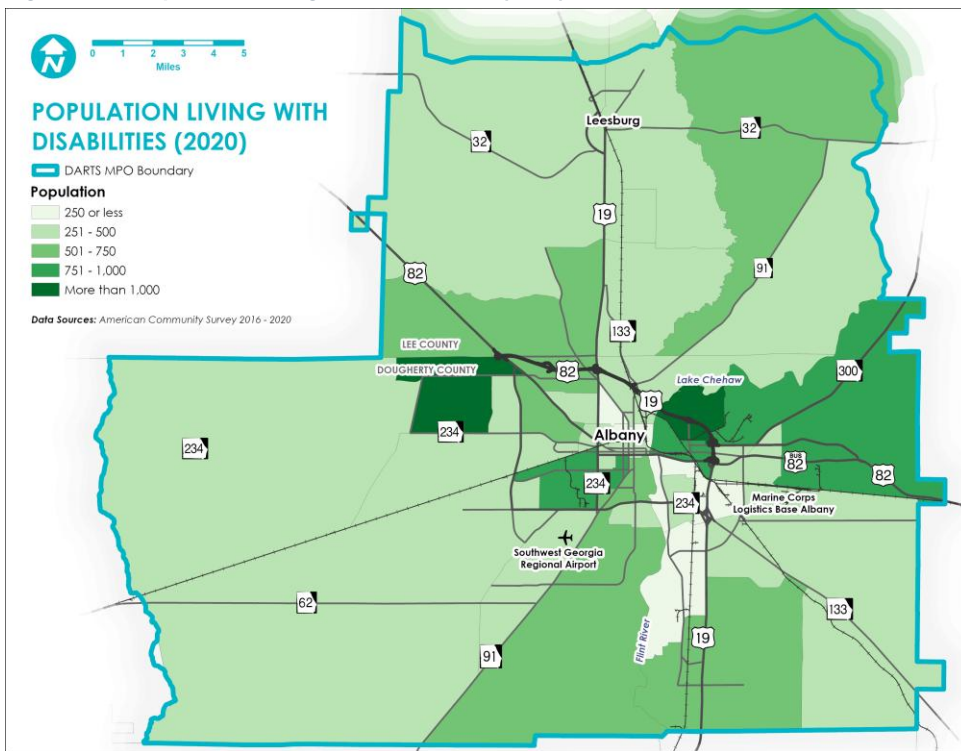 N
0 1 2 3 4 5
Miles
POPULATION LIVING WITH
DISABILITIES (2020)
DARTS MPO Boundary
Population
250 or less
251 - 500
501 - 750
751 - 1,000
More than 1,000
Data Sources: American Community Survey 2016 - 2020
Leesburg
32
32
19
82
91
133
LEE COUNTY
DOUGHERTY COUNTY
82
300
Lake Chehaw
19
Albany
234
234
BUS
82
82
234
234
Marine Corps
Logistics Base Albany
Southwest Georgia
Regional Airport
62
133
Flint River
19
91